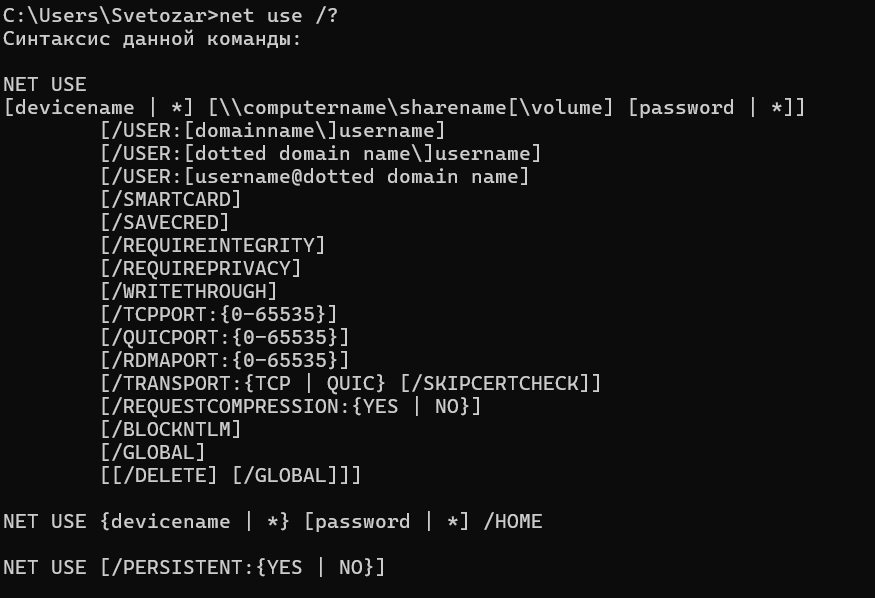 C:\Users\Svetozar>net use /?
Синтаксис данной команды:
NET USE
[devicename | *] [\\computername\sharename[\volume] [password | *]]
[/USER:[domainname\]username]
[/USER:[dotted domain name\]username]
[/USER:[username@dotted domain name]
[/SMARTCARD]
[/SAVECRED]
[/REQUIREINTEGRITY]
[/REQUIREPRIVACY]
[/WRITETHROUGH]
[/TCPPORT:{0-65535}]
[/QUICPORT:{0-65535}]
[/RDMAPORT:{0-65535}]
[/TRANSPORT:{TCP | QUIC} [/SKIPCERTCHECK]]
[/REQUESTCOMPRESSION:{YES | NO}]
[/BLOCKNTLM]
[/GLOBAL]
[[/DELETE] [/GLOBAL]]]
NET USE {devicename | *} [password | *] /HOME
NET USE [/PERSISTENT:{YES | NO}]